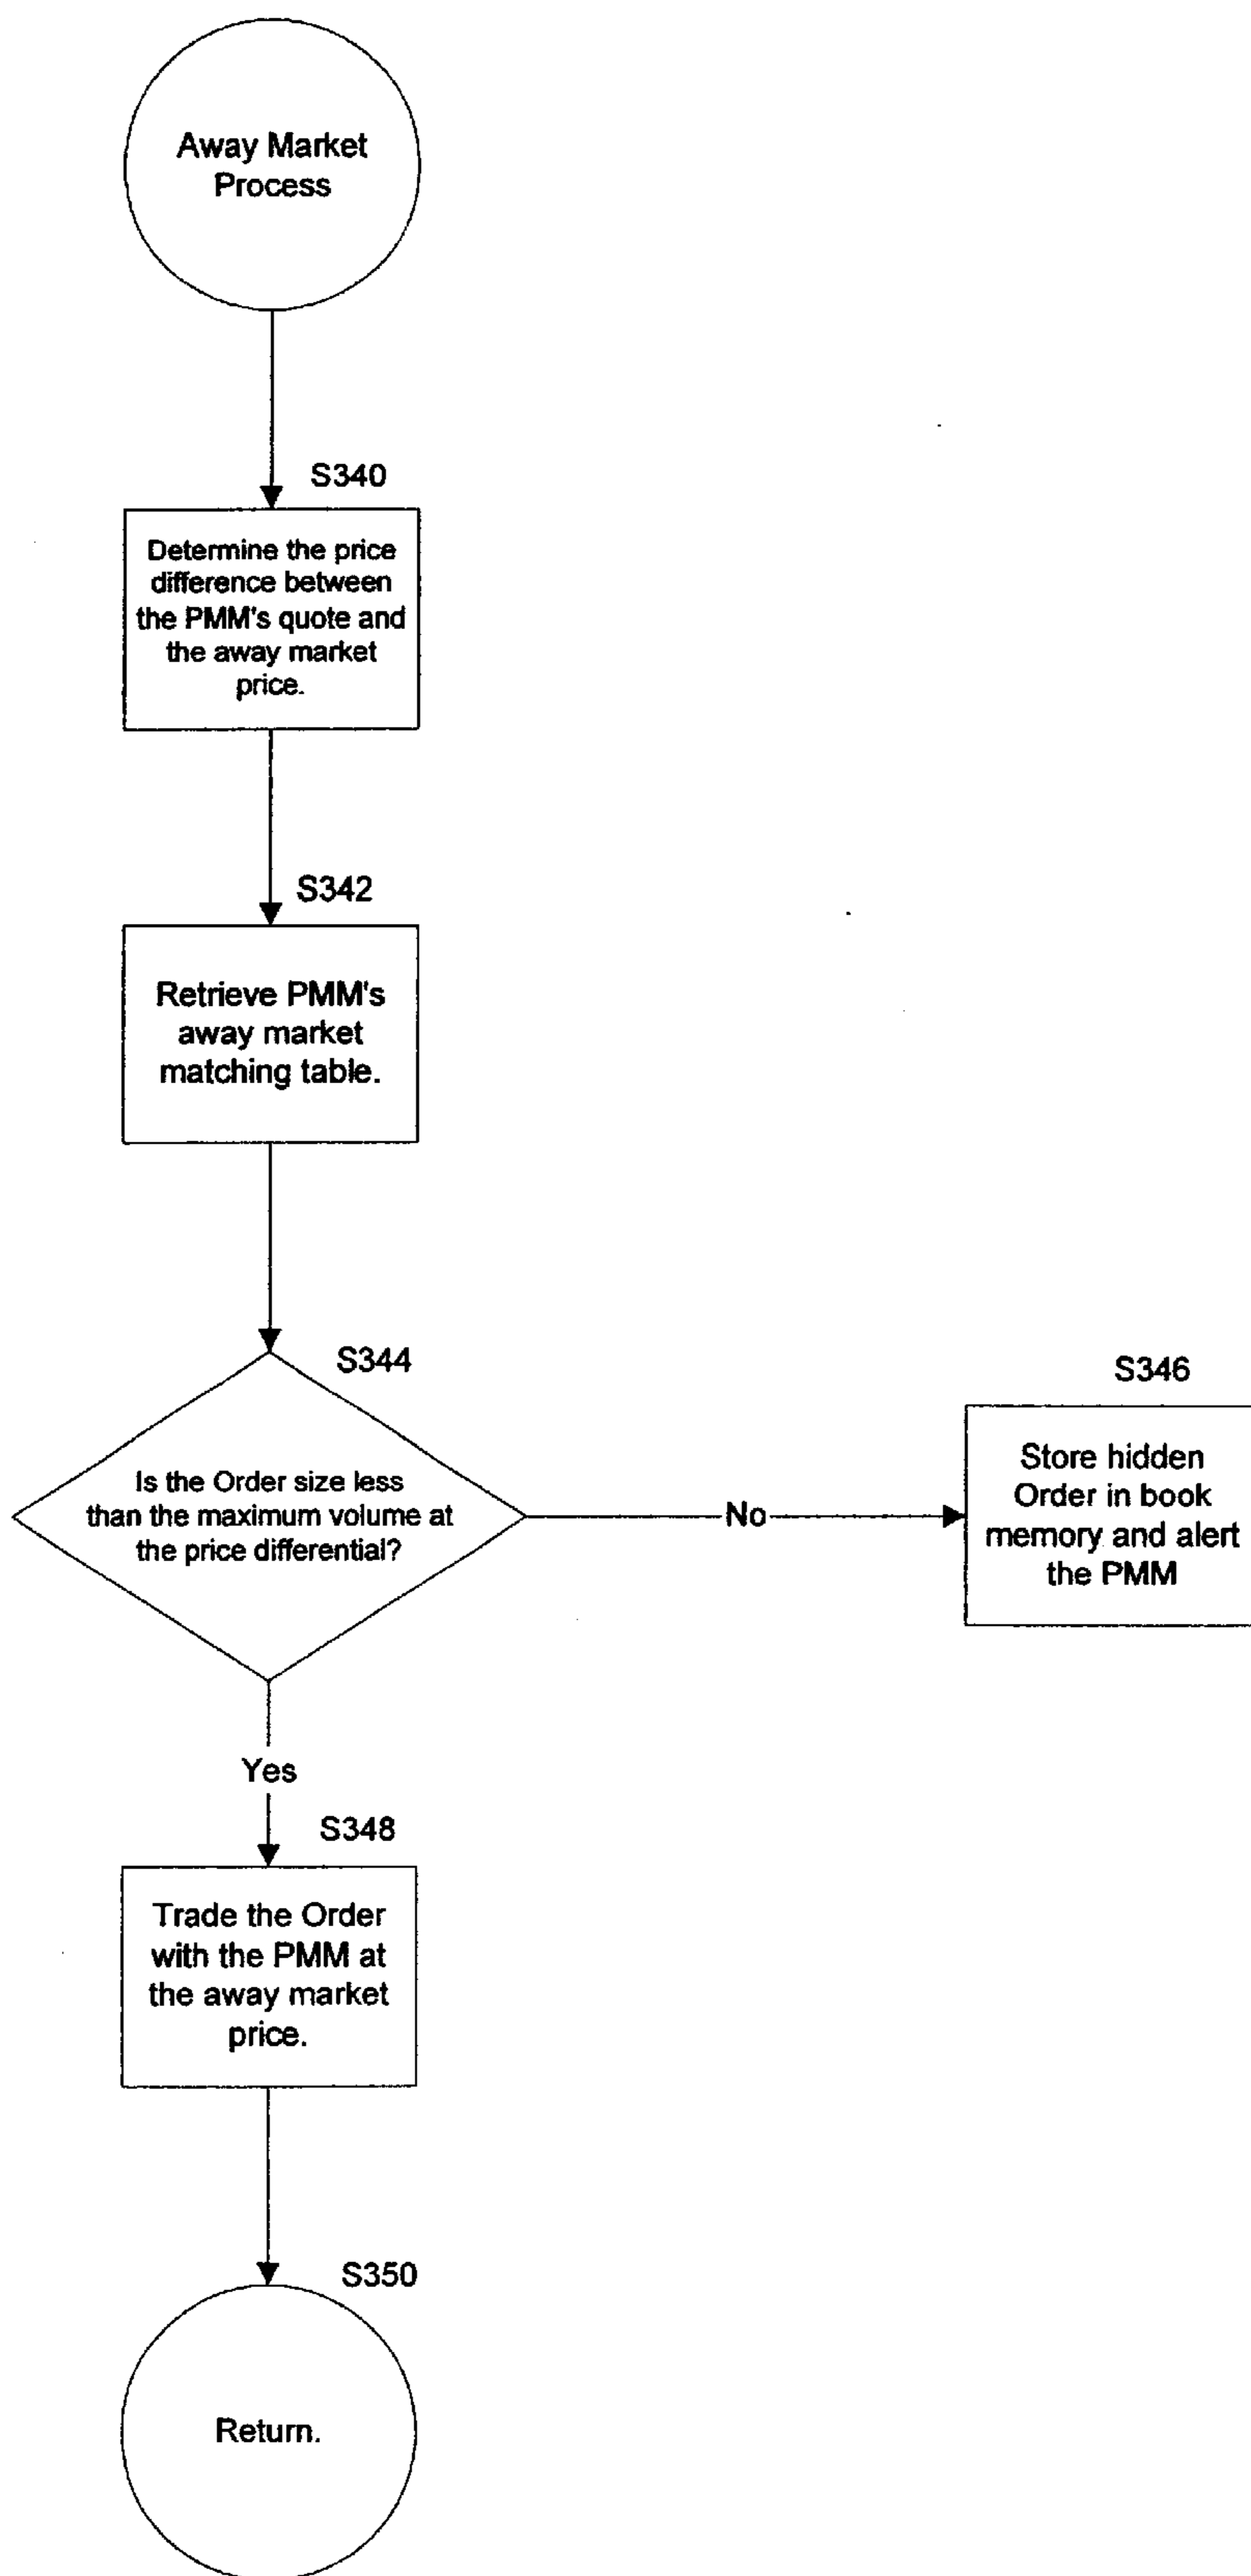 Away Market
Process
S340
Determine the price
difference between
the PMM's quote and
the away market
price.
S342
Retrieve PMM's
away market
matching table.
S344
Is the Order size less
than the maximum volume at
the price differential?
No
S346
Store hidden
Order in book
memory and alert
the PMM
Yes
S348
Trade the Order
with the PMM at
the away market
price.
S350
Return.